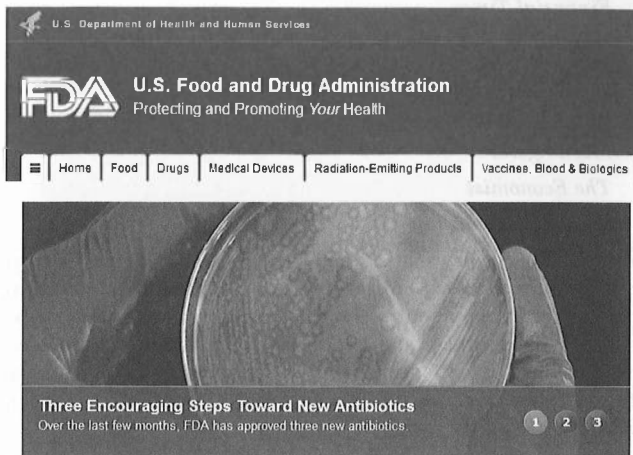 U.S. Department of Health and Human Services
FDA
U.S. Food and Drug Administration
Protecting and Promoting Your Health
Home Food Drugs Medical Devices Radiation-Emitting Products Vaccines, Blood & Biologics
The Economist
Three Encouraging Steps Toward New Antibiotics
Over the last few months, FDA has approved three new antibiotics.
1 2 3